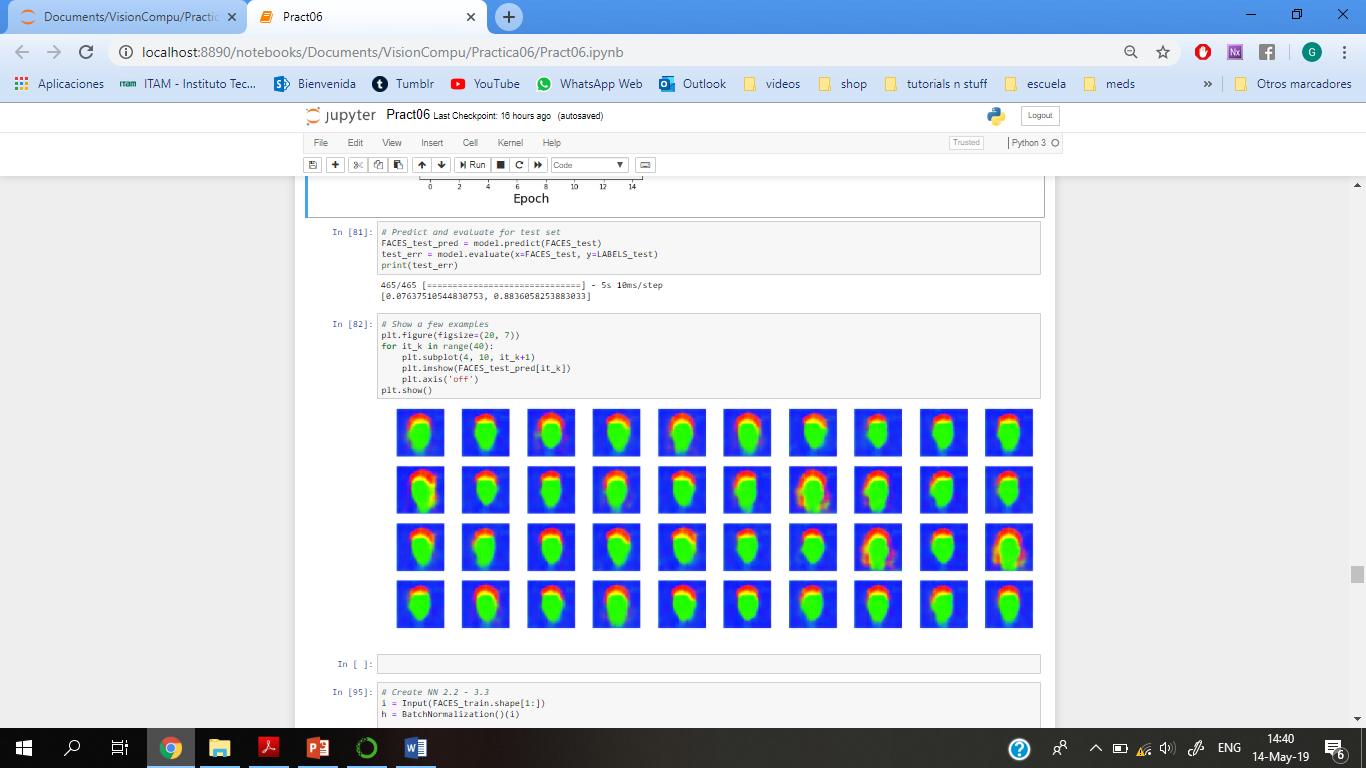 Documents/VisionCompu/Practic
Pract06
localhost:8890/notebooks/Documents/VisionCompu/Practica06/Pract06.ipynb
Nx
G
Aplicaciones
ITAM
ITAM - Instituto Tec...
Bienvenida
Tumblr
YouTube
WhatsApp Web
Outlook
videos
shop
tutorials n stuff
escuela
meds
»
Otros marcadores
jupyter Pract06 Last Checkpoint: 16 hours ago (autosaved)
Logout
File Edit View Insert Cell Kernel Help
Trusted
Python 3
Run
Code
0 2 4 6 8 10 12 14
Epoch
In [81]: # Predict and evaluate for test set
FACES_test_pred = model.predict(FACES_test)
test_err = model.evaluate(x=FACES_test, y=LABELS_test)
print(test_err)
465/465 [==============================] - 5s 10ms/step
[0.07637510544830753, 0.8836058253883033]
In [82]: # Show a few examples
plt.figure(figsize=(20, 7))
for it_k in range(40):
plt.subplot(4, 10, it_k+1)
plt.imshow(FACES_test_pred[it_k])
plt.axis('off')
plt.show()
In [ ]:
In [95]: # Create NN 2.2 - 3.3
i = Input(FACES_train.shape[1:])
h = BatchNormalization()(i)
ENG
14:40
14-May-19
6